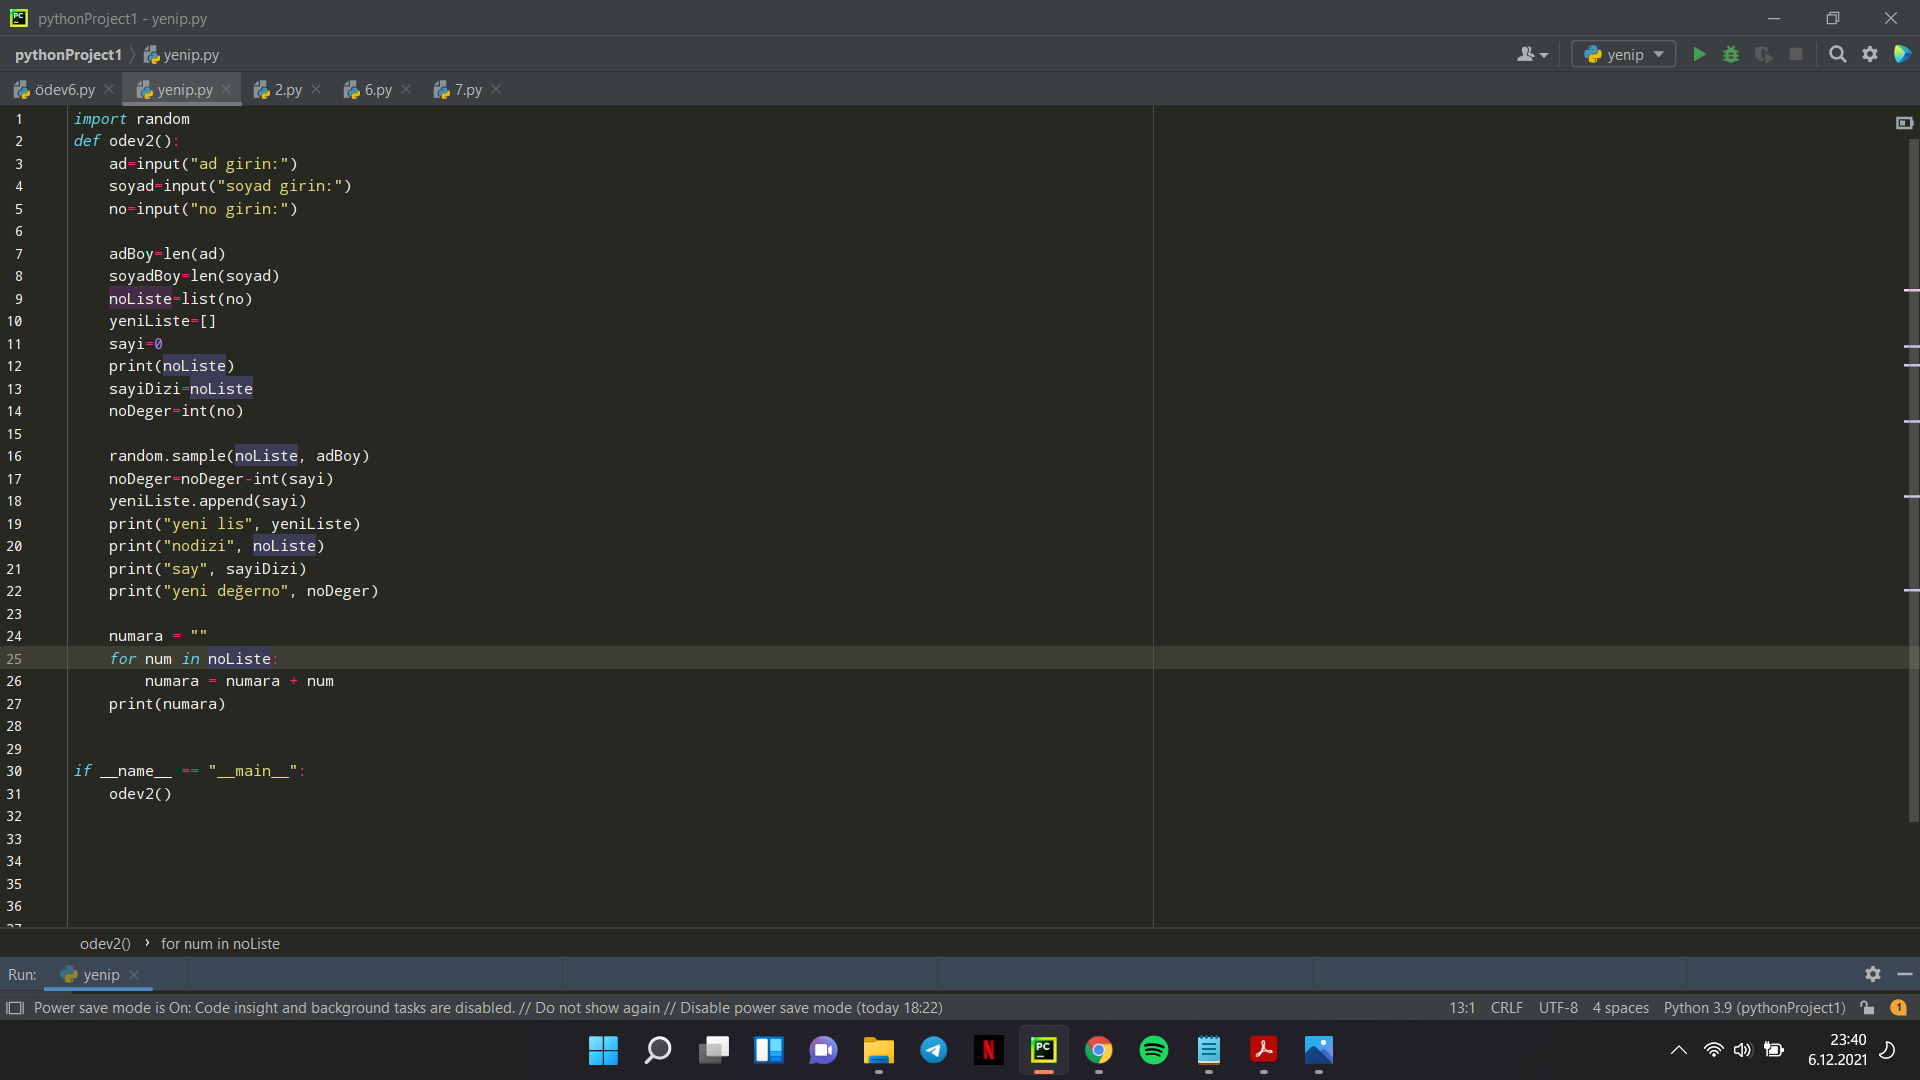 pythonProject1 - yenip.py
pythonProject1 yenip.py
yenip
ödev6.py yenip.py 2.py 6.py 7.py
1 import random
2 def odev2():
3 ad=input("ad girin:")
4 soyad=input("soyad girin:")
5 no=input("no girin:")
6
7 adBoy=len(ad)
8 soyadBoy=len(soyad)
9 noListe=list(no)
10 yeniListe=[]
11 sayi=0
12 print(noListe)
13 sayiDizi=noListe
14 noDeger=int(no)
15
16 random.sample(noListe, adBoy)
17 noDeger=noDeger-int(sayi)
18 yeniListe.append(sayi)
19 print("yeni lis", yeniListe)
20 print("nodizi", noListe)
21 print("say", sayiDizi)
22 print("yeni değerno", noDeger)
23
24 numara = ""
25 for num in noListe:
26 numara = numara + num
27 print(numara)
28
29
30 if __name__ == "__main__":
31 odev2()
32
33
34
35
36
odev2() › for num in noListe
Run: yenip
Power save mode is On: Code insight and background tasks are disabled. // Do not show again // Disable power save mode (today 18:22)
13:1 CRLF UTF-8 4 spaces Python 3.9 (pythonProject1) 1
23:40
6.12.2021